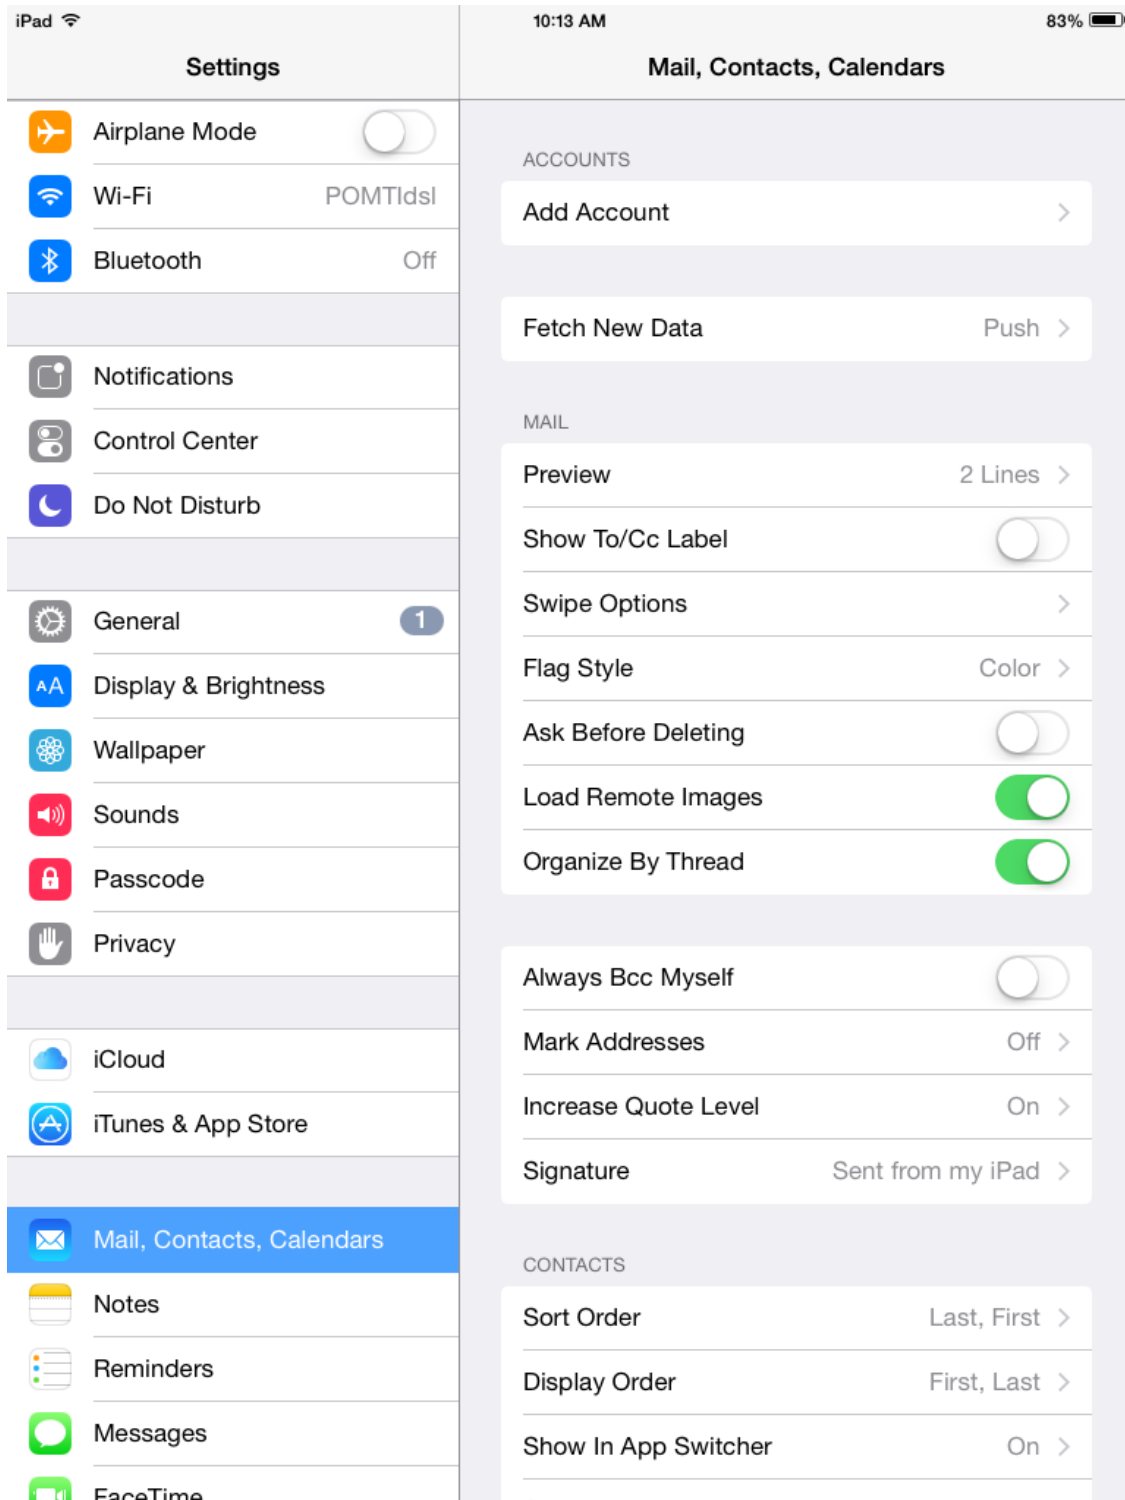 iPad
10:13 AM
83%
Settings
Airplane Mode
Wi-Fi POMTIdsl
Bluetooth Off
Notifications
Control Center
Do Not Disturb
General 1
AA Display & Brightness
Wallpaper
Sounds
Passcode
Privacy
iCloud
iTunes & App Store
Mail, Contacts, Calendars
Notes
Reminders
Messages
FaceTime
Mail, Contacts, Calendars
ACCOUNTS
Add Account
Fetch New Data Push
MAIL
Preview 2 Lines
Show To/Cc Label
Swipe Options
Flag Style Color
Ask Before Deleting
Load Remote Images
Organize By Thread
Always Bcc Myself
Mark Addresses Off
Increase Quote Level On
Signature Sent from my iPad
CONTACTS
Sort Order Last, First
Display Order First, Last
Show In App Switcher On